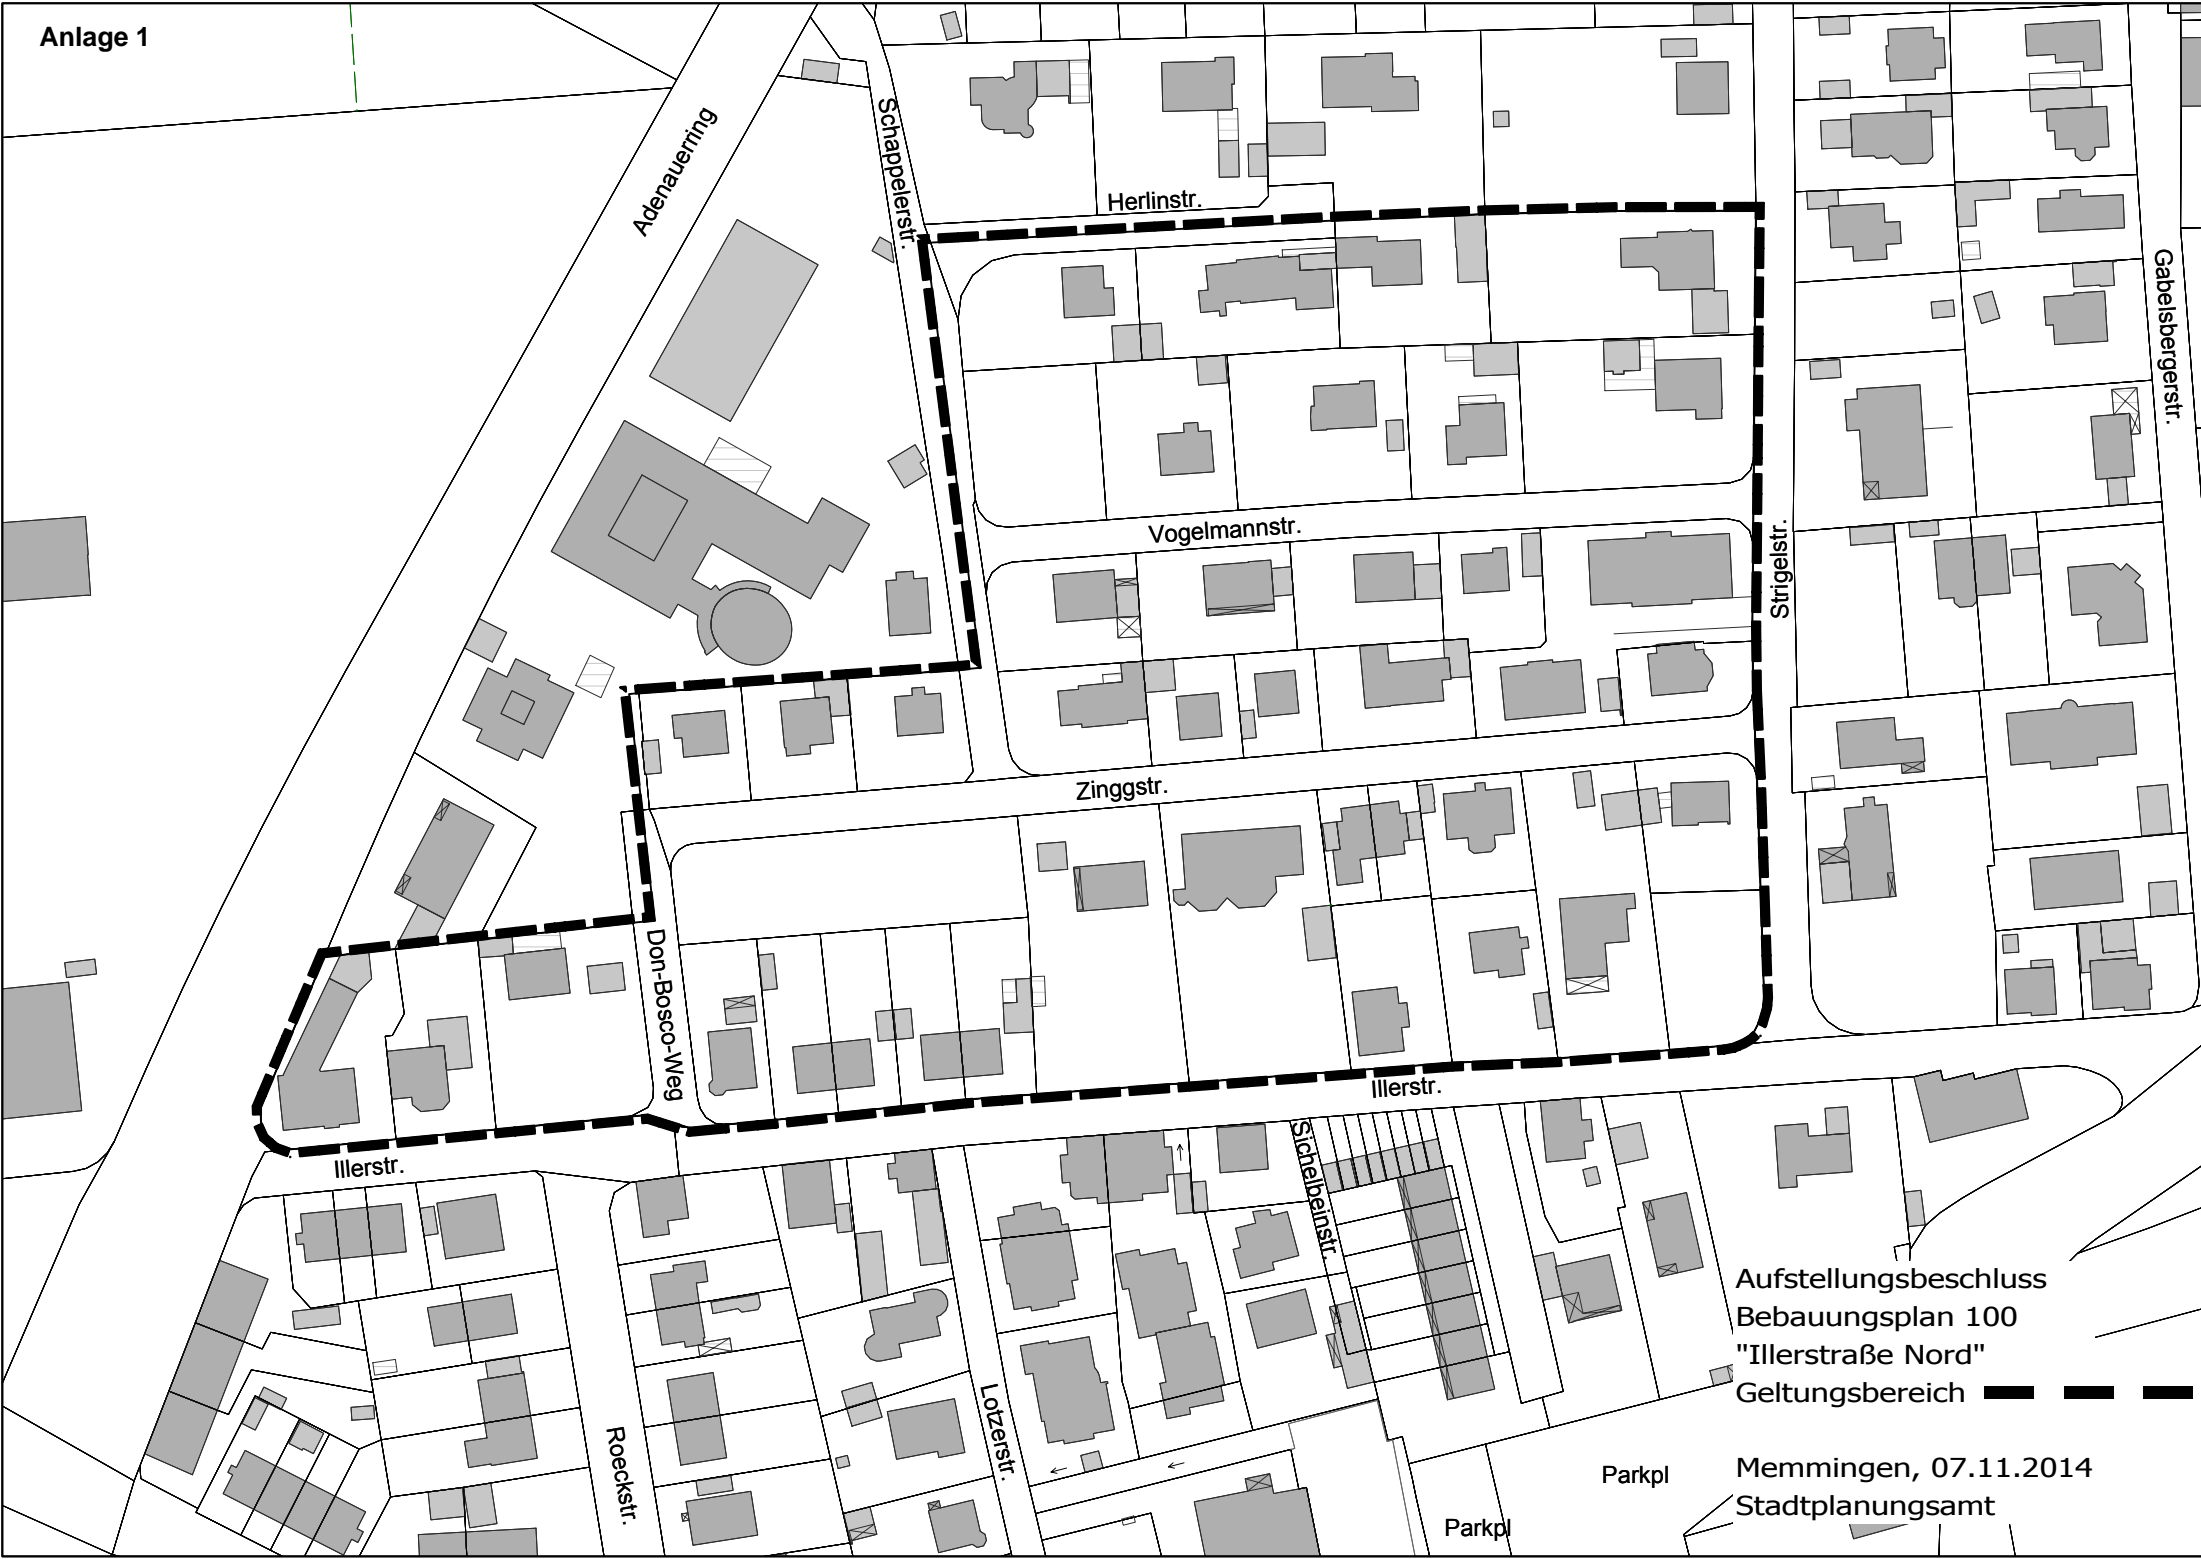 Anlage 1
Adenauerring
Schappelerstr.
Herlinstr.
Gabelsbergerstr.
Vogelmannstr.
Strigelstr.
Zinggstr.
Don-Bosco-Weg
Illerstr.
Illerstr.
Sichelbeinstr.
Lotzerstr.
Roeckstr.
Parkpl
Parkpl
Aufstellungsbeschluss
Bebauungsplan 100
"Illerstraße Nord"
Geltungsbereich
Memmingen, 07.11.2014
Stadtplanungsamt